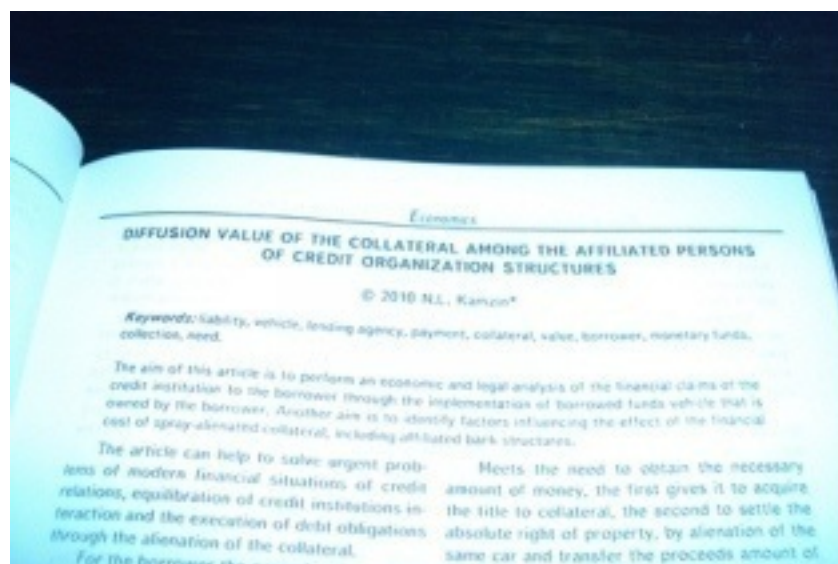 Economics
DIFFUSION VALUE OF THE COLLATERAL AMONG THE AFFILIATED PERSONS
OF CREDIT ORGANIZATION STRUCTURES
© 2010 N.L. Kamzin*
Keywords: liability, vehicle, lending agency, payment, collateral, value, borrower, monetary funds,
collection, need.
The aim of this article is to perform an economic and legal analysis of the financial claims of the
credit institution to the borrower through the implementation of borrowed funds vehicle that is
owned by the borrower. Another aim is to identify factors influencing the effect of the financial
cost of spray-alienated collateral, including affiliated bank structures.
The article can help to solve urgent prob-
lems of modern financial situations of credit
relations, equilibration of credit institutions in-
teraction and the execution of debt obligations
through the alienation of the collateral.
For the borrower the
Meets the need to obtain the necessary
amount of money, the first gives it to acquire
the title to collateral, the second to settle the
absolute right of property, by alienation of the
same car and transfer the proceeds amount of